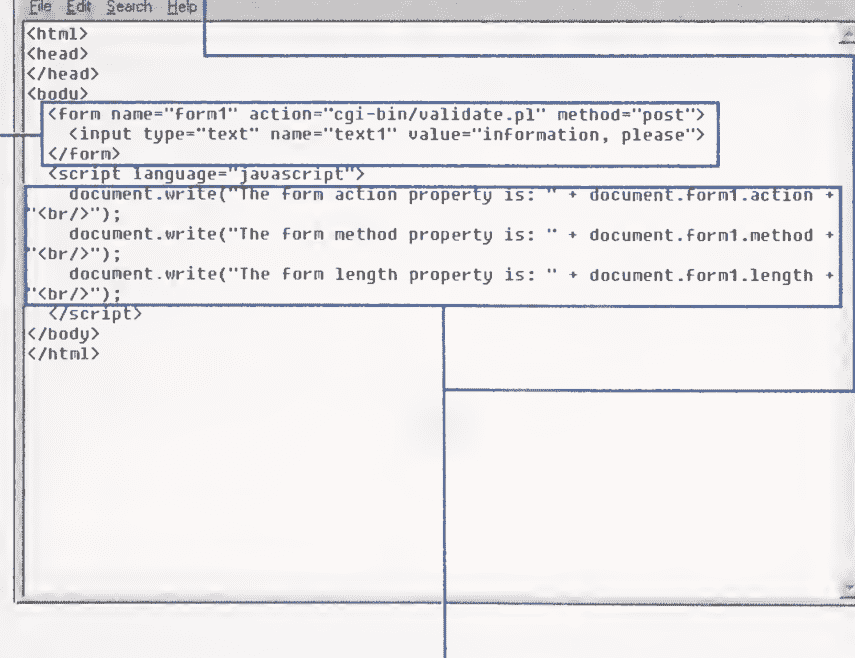 File Edit Search Help
<html>
<head>
</head>
<body>
  <form name="form1" action="cgi-bin/validate.pl" method="post">
    <input type="text" name="text1" value="information, please">
  </form>
  <script language="javascript">
    document.write("The form action property is: " + document.form1.action +
"<br/>");
    document.write("The form method property is: " + document.form1.method +
"<br/>");
    document.write("The form length property is: " + document.form1.length +
"<br/>");
  </script>
</body>
</html>